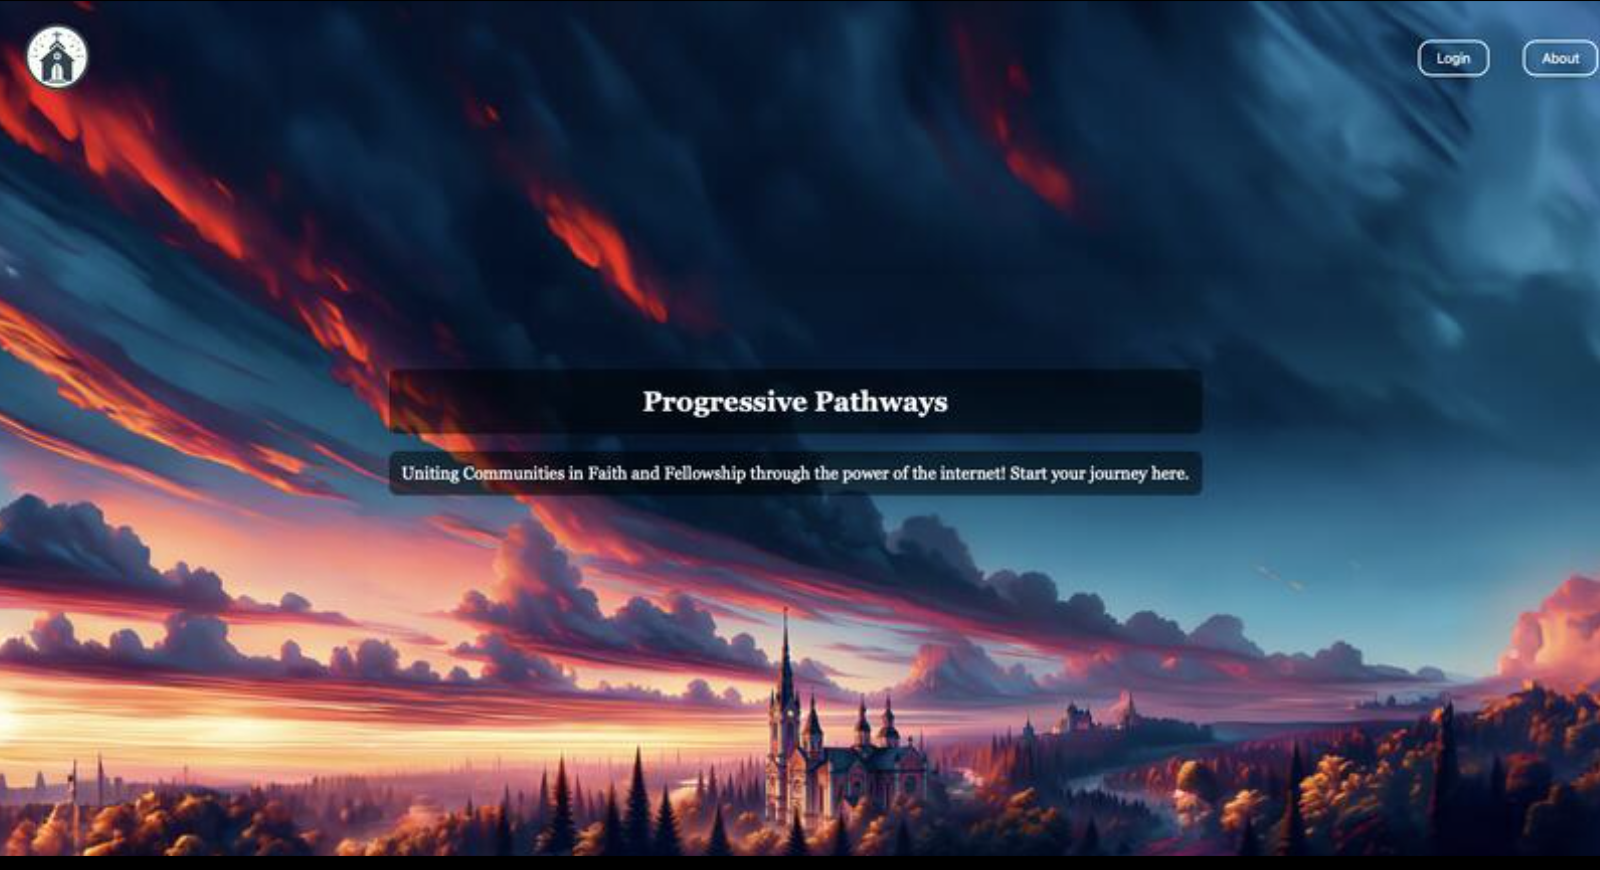 Login
About
Progressive Pathways
Uniting Communities in Faith and Fellowship through the power of the internet! Start your journey here.